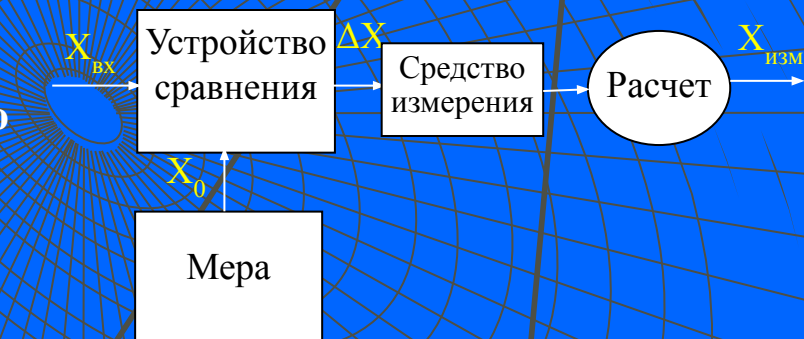 X вх
Устройство
сравнения
ΔX
Средство
измерения
Расчет
X изм
X 0
Мера